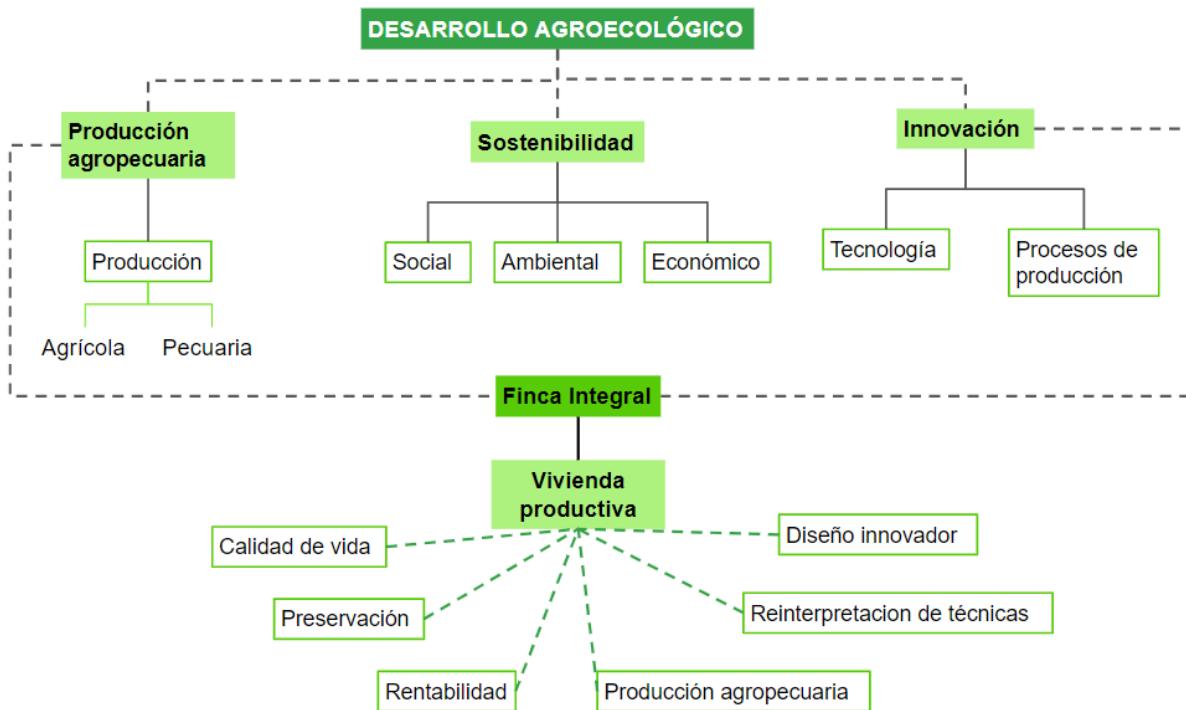 DESARROLLO AGROECOLÓGICO
Producción
agropecuaria
Sostenibilidad
Innovación
Producción
Social
Ambiental
Económico
Tecnología
Procesos de
producción
Agrícola
Pecuaria
Finca Integral
Vivienda
productiva
Calidad de vida
Diseño innovador
Preservación
Reinterpretacion de técnicas
Rentabilidad
Producción agropecuaria